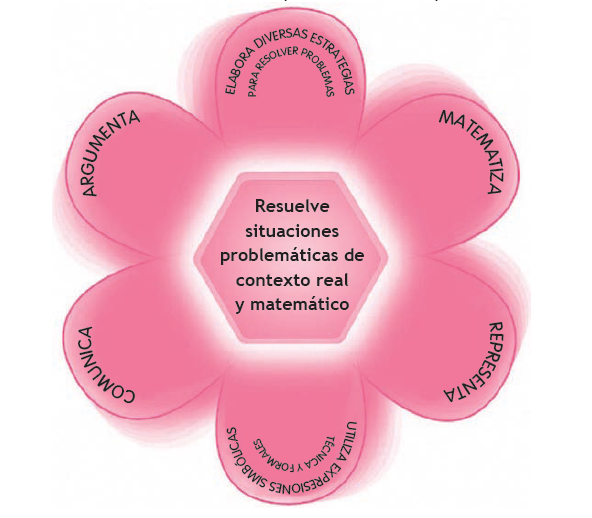 ELABORA DIVERSAS ESTRATEGIAS
PARA RESOLVER PROBLEMAS
MATEMATIZA
REPRESENTA
UTILIZA EXPRESIONES SIMBÓLICAS
TÉCNICA Y FORMALES
COMUNICA
ARGUMENTA
Resuelve
situaciones
problemáticas de
contexto real
y matemático